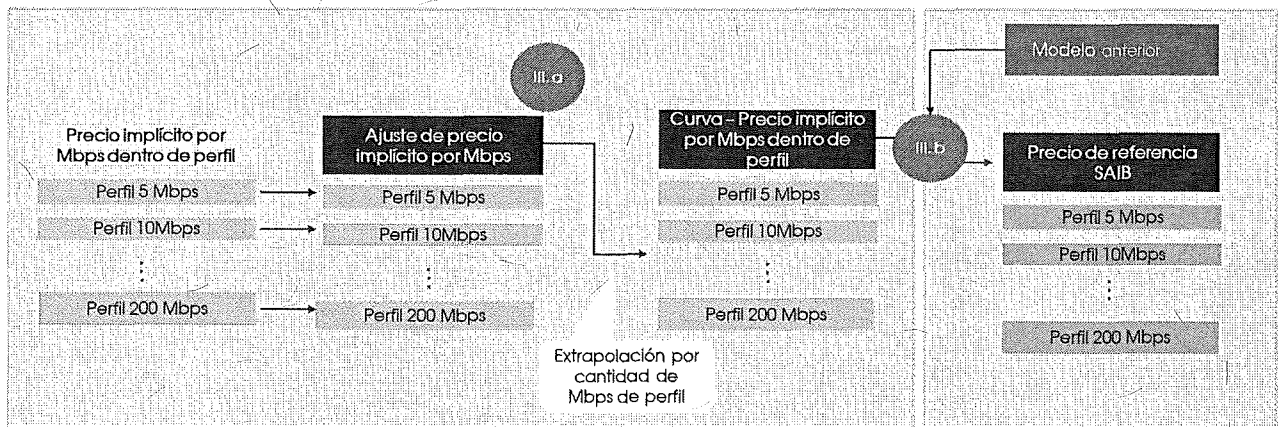 Precio implícito por
Mbps dentro de perfil
Perfil 5 Mbps
Perfil 10Mbps
Perfil 200 Mbps
III.a
Ajuste de precio
implícito por Mbps
Perfil 5 Mbps
Perfil 10Mbps
Perfil 200 Mbps
Extrapolación por
cantidad de
Mbps de perfil
Curva – Precio implícito
por Mbps dentro de
perfil
Perfil 5 Mbps
Perfil 10Mbps
Perfil 200 Mbps
III.b
Modelo anterior
Precio de referencia
SAIB
Perfil 5 Mbps
Perfil 10Mbps
Perfil 200 Mbps